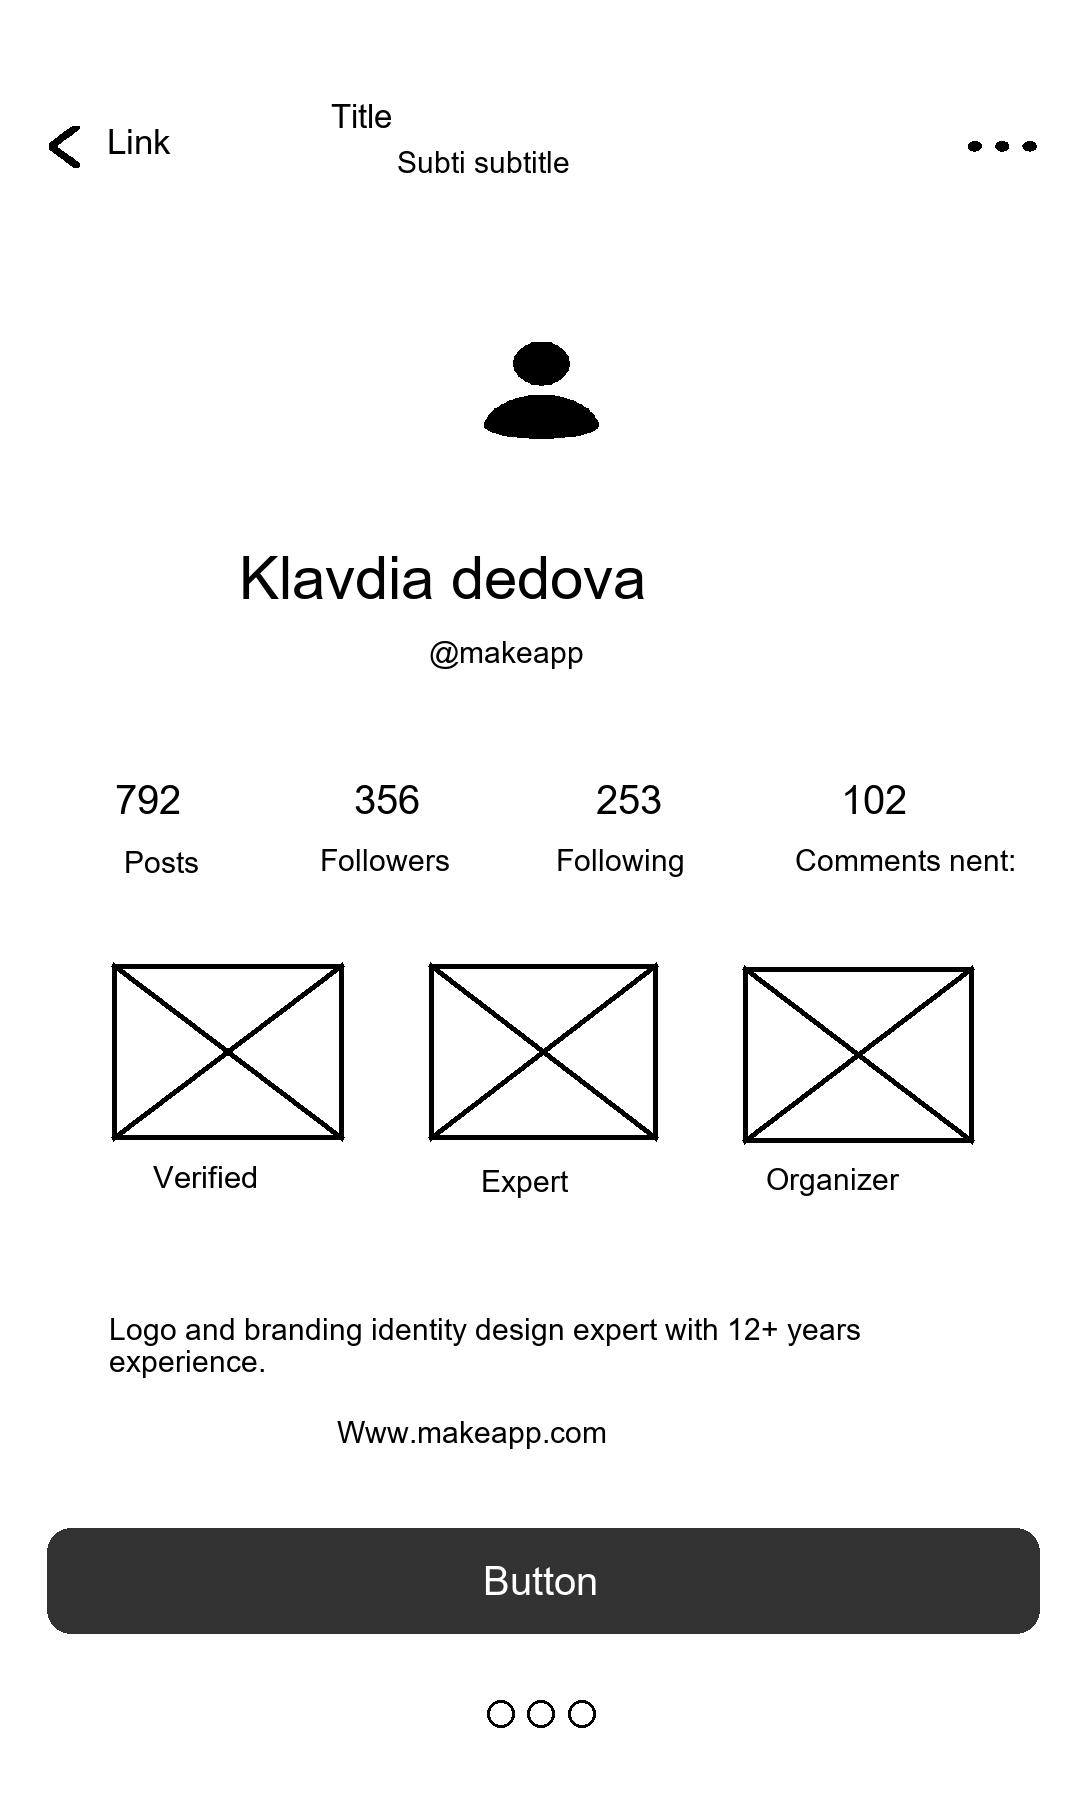 Link
Title
Subti subtitle
Klavdia dedova
@makeapp
792 356 253 102
Posts Followers Following Comments nent:
Verified Expert Organizer
Logo and branding identity design expert with 12+ years
experience.
Www.makeapp.com
Button